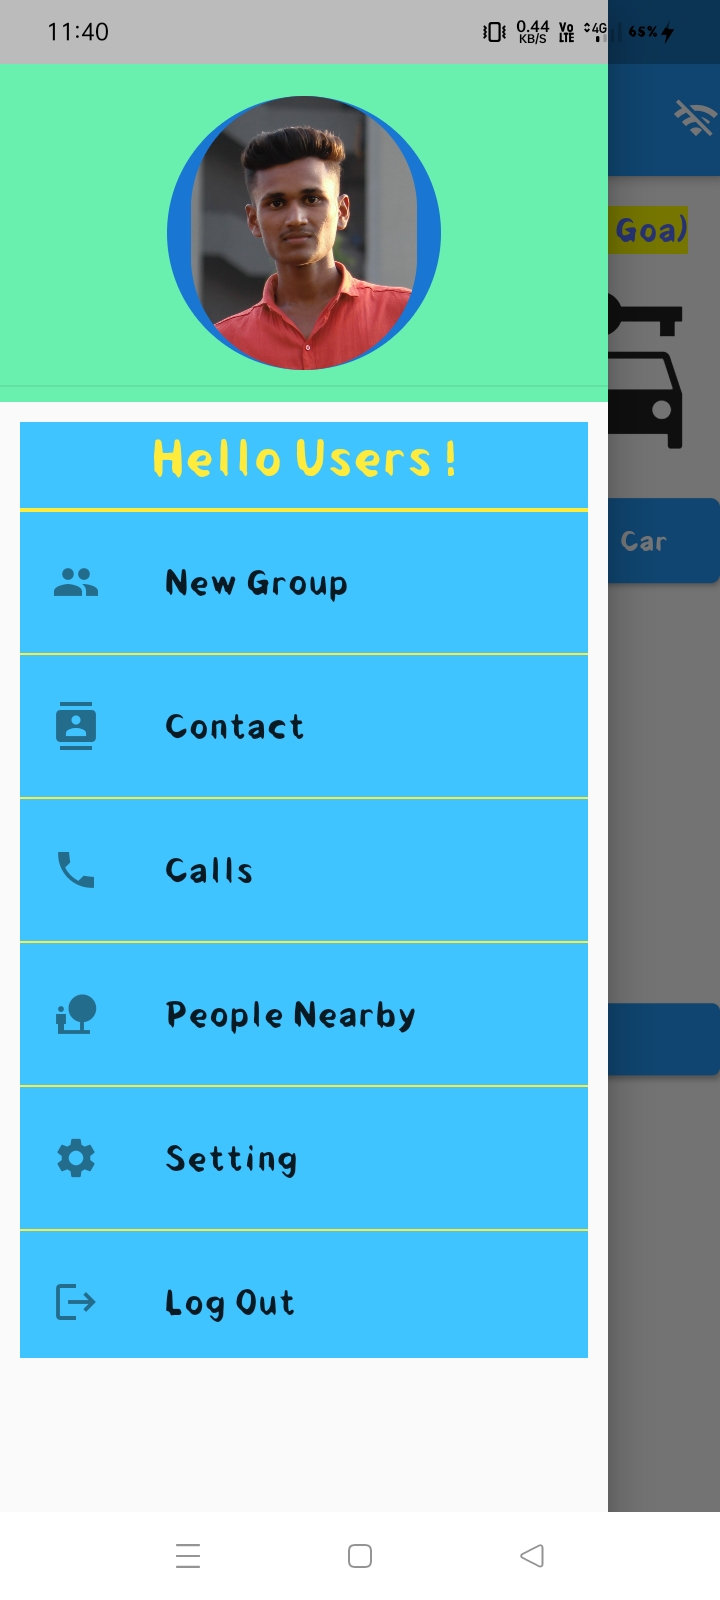 11:40
0.44 KB/S
Vo LTE
4G
65%
Goa)
Car
Hello Users !
New Group
Contact
Calls
People Nearby
Setting
Log Out